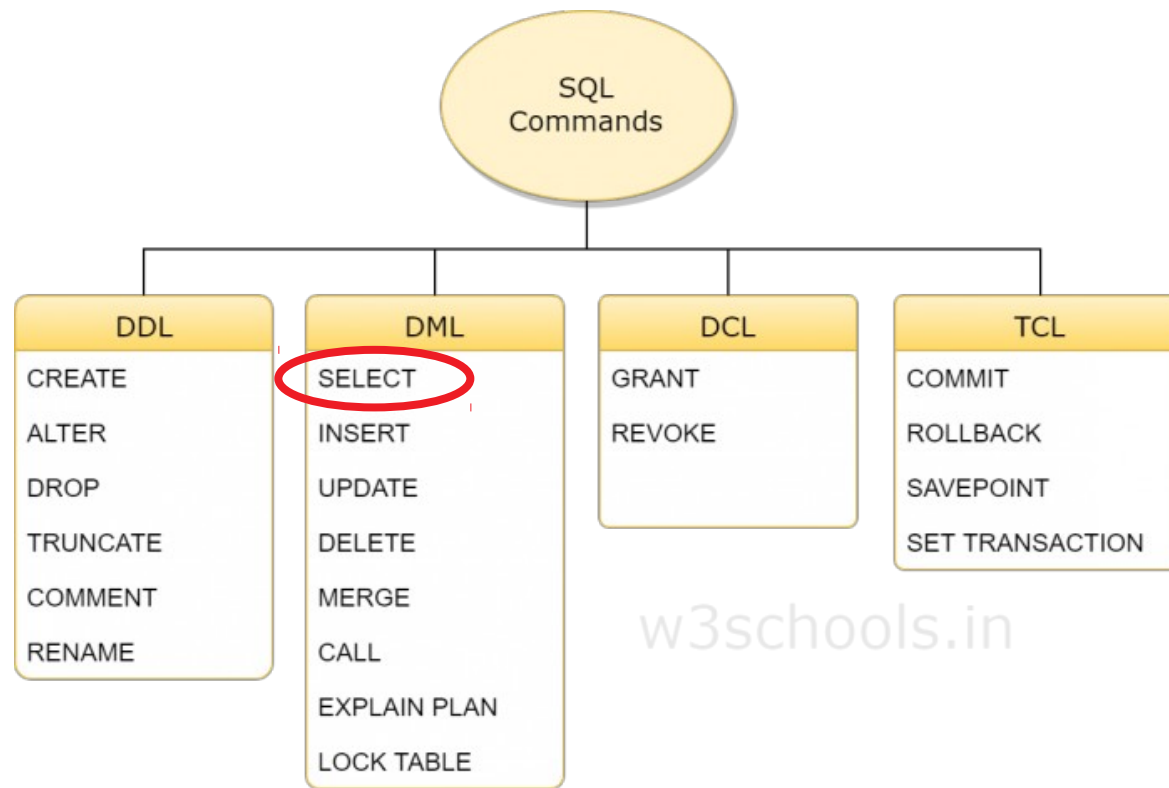 SQL
Commands
DDL
CREATE
ALTER
DROP
TRUNCATE
COMMENT
RENAME
DML
SELECT
INSERT
UPDATE
DELETE
MERGE
CALL
EXPLAIN PLAN
LOCK TABLE
DCL
GRANT
REVOKE
TCL
COMMIT
ROLLBACK
SAVEPOINT
SET TRANSACTION
w3schools.in